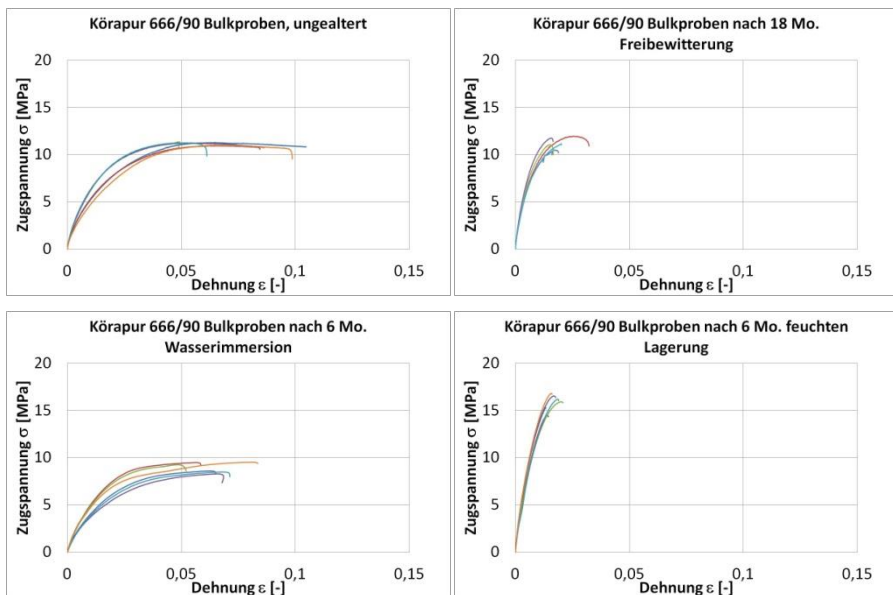 Körapur 666/90 Bulkproben, ungealtert
Zugspannung σ [MPa]
20
15
10
5
0
0 0,05 0,1 0,15
Dehnung ε [-]
Körapur 666/90 Bulkproben nach 18 Mo.
Freibewitterung
Zugspannung σ [MPa]
20
15
10
5
0
0 0,05 0,1 0,15
Dehnung ε [-]
Körapur 666/90 Bulkproben nach 6 Mo.
Wasserimmersion
Zugspannung σ [MPa]
20
15
10
5
0
0 0,05 0,1 0,15
Dehnung ε [-]
Körapur 666/90 Bulkproben nach 6 Mo. feuchten
Lagerung
Zugspannung σ [MPa]
20
15
10
5
0
0 0,05 0,1 0,15
Dehnung ε [-]